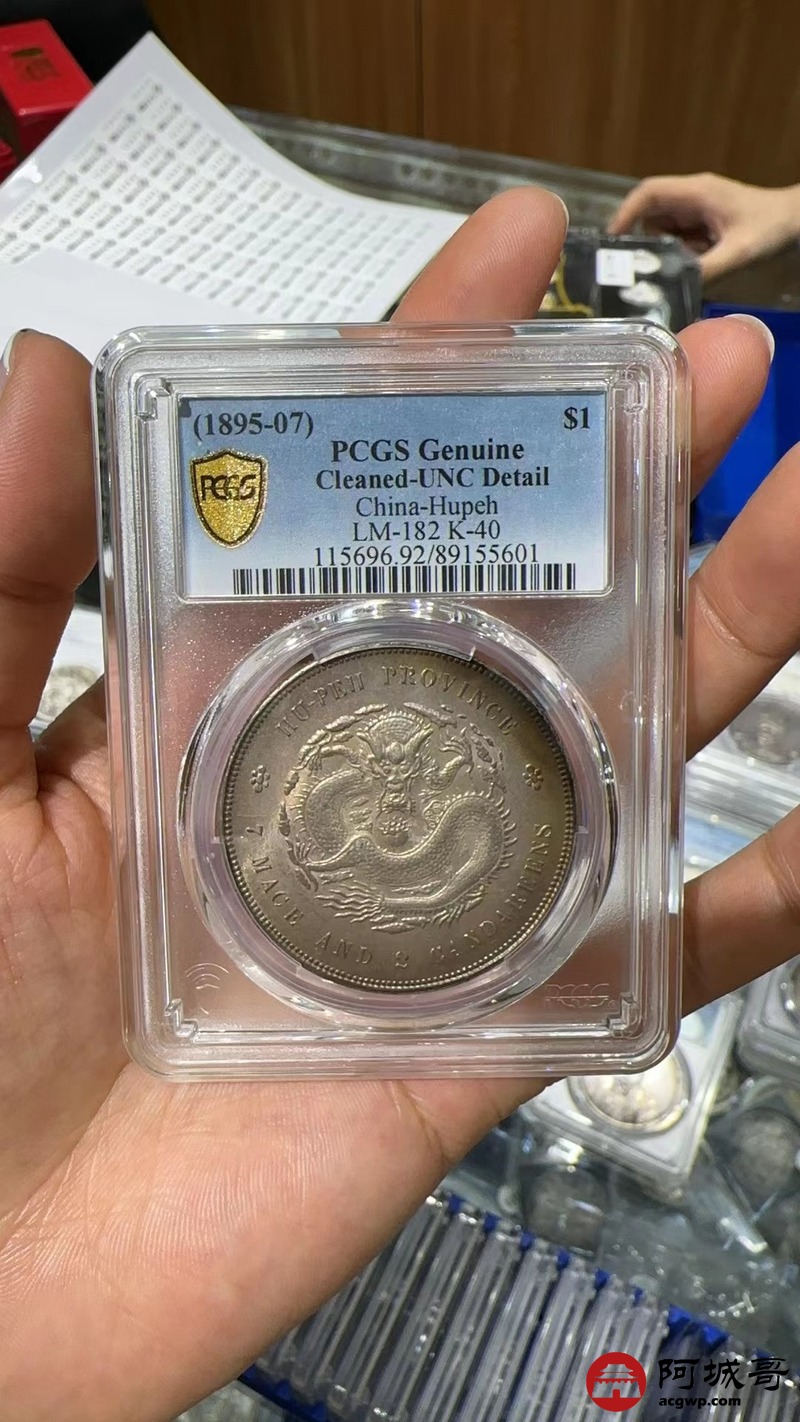 (1895-07) $1
PCGS Genuine
PCGS
Cleaned-UNC Detail
China-Hupeh
LM-182 K-40
115696.92/89155601
HU-PEH PROVINCE
7 MACE AND 2 CANDAREENS
PCGS
阿城哥
acgwp.com